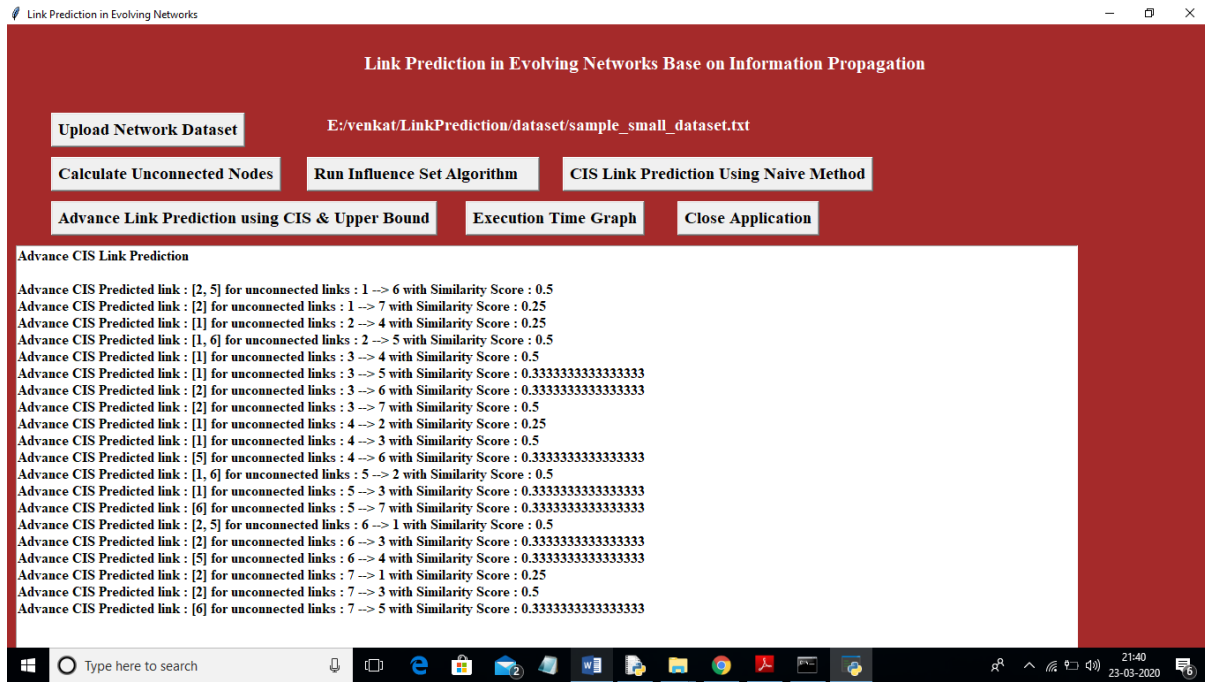 Link Prediction in Evolving Networks
Link Prediction in Evolving Networks Base on Information Propagation
Upload Network Dataset
E:/venkat/LinkPrediction/dataset/sample_small_dataset.txt
Calculate Unconnected Nodes
Run Influence Set Algorithm
CIS Link Prediction Using Naive Method
Advance Link Prediction using CIS & Upper Bound
Execution Time Graph
Close Application
Advance CIS Link Prediction
Advance CIS Predicted link : [2, 5] for unconnected links : 1 --> 6 with Similarity Score : 0.5
Advance CIS Predicted link : [2] for unconnected links : 1 --> 7 with Similarity Score : 0.25
Advance CIS Predicted link : [1] for unconnected links : 2 --> 4 with Similarity Score : 0.25
Advance CIS Predicted link : [1, 6] for unconnected links : 2 --> 5 with Similarity Score : 0.5
Advance CIS Predicted link : [1] for unconnected links : 3 --> 4 with Similarity Score : 0.5
Advance CIS Predicted link : [1] for unconnected links : 3 --> 5 with Similarity Score : 0.3333333333333333
Advance CIS Predicted link : [2] for unconnected links : 3 --> 6 with Similarity Score : 0.3333333333333333
Advance CIS Predicted link : [2] for unconnected links : 3 --> 7 with Similarity Score : 0.5
Advance CIS Predicted link : [1] for unconnected links : 4 --> 2 with Similarity Score : 0.25
Advance CIS Predicted link : [1] for unconnected links : 4 --> 3 with Similarity Score : 0.5
Advance CIS Predicted link : [5] for unconnected links : 4 --> 6 with Similarity Score : 0.3333333333333333
Advance CIS Predicted link : [1, 6] for unconnected links : 5 --> 2 with Similarity Score : 0.5
Advance CIS Predicted link : [1] for unconnected links : 5 --> 3 with Similarity Score : 0.3333333333333333
Advance CIS Predicted link : [6] for unconnected links : 5 --> 7 with Similarity Score : 0.3333333333333333
Advance CIS Predicted link : [2, 5] for unconnected links : 6 --> 1 with Similarity Score : 0.5
Advance CIS Predicted link : [2] for unconnected links : 6 --> 3 with Similarity Score : 0.3333333333333333
Advance CIS Predicted link : [5] for unconnected links : 6 --> 4 with Similarity Score : 0.3333333333333333
Advance CIS Predicted link : [2] for unconnected links : 7 --> 1 with Similarity Score : 0.25
Advance CIS Predicted link : [2] for unconnected links : 7 --> 3 with Similarity Score : 0.5
Advance CIS Predicted link : [6] for unconnected links : 7 --> 5 with Similarity Score : 0.3333333333333333
Type here to search
2
W
21:40
23-03-2020
6